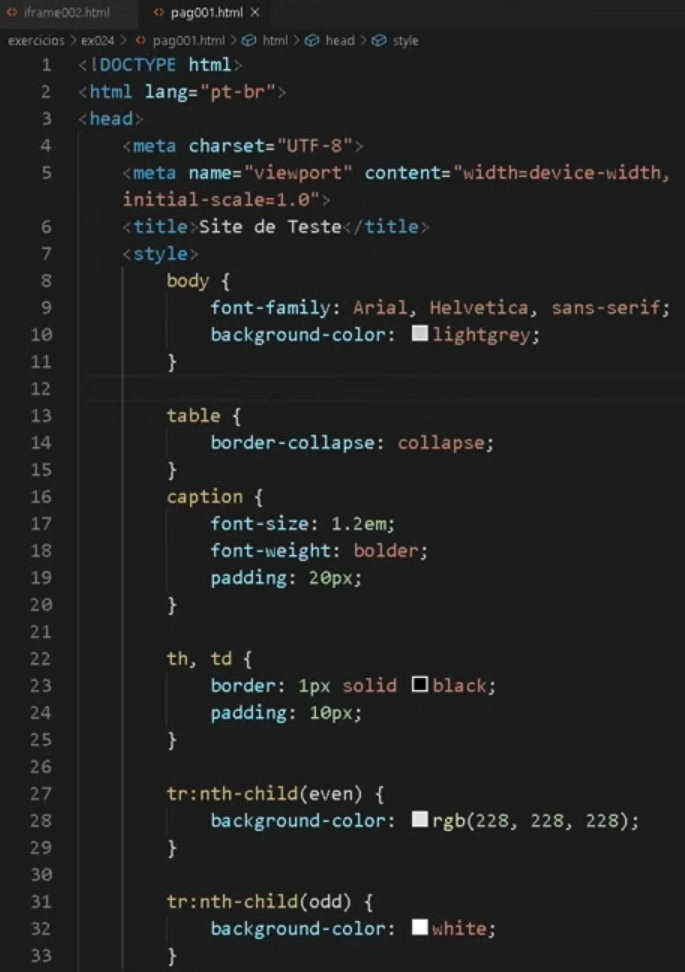 iframe002.html pag001.html
exercicios > ex024 > pag001.html > html > head > style
1 <!DOCTYPE html>
2 <html lang="pt-br">
3 <head>
4 <meta charset="UTF-8">
5 <meta name="viewport" content="width=device-width,
initial-scale=1.0">
6 <title>Site de Teste</title>
7 <style>
8 body {
9 font-family: Arial, Helvetica, sans-serif;
10 background-color: lightgrey;
11 }
12
13 table {
14 border-collapse: collapse;
15 }
16 caption {
17 font-size: 1.2em;
18 font-weight: bolder;
19 padding: 20px;
20 }
21
22 th, td {
23 border: 1px solid black;
24 padding: 10px;
25 }
26
27 tr:nth-child(even) {
28 background-color: rgb(228, 228, 228);
29 }
30
31 tr:nth-child(odd) {
32 background-color: white;
33 }